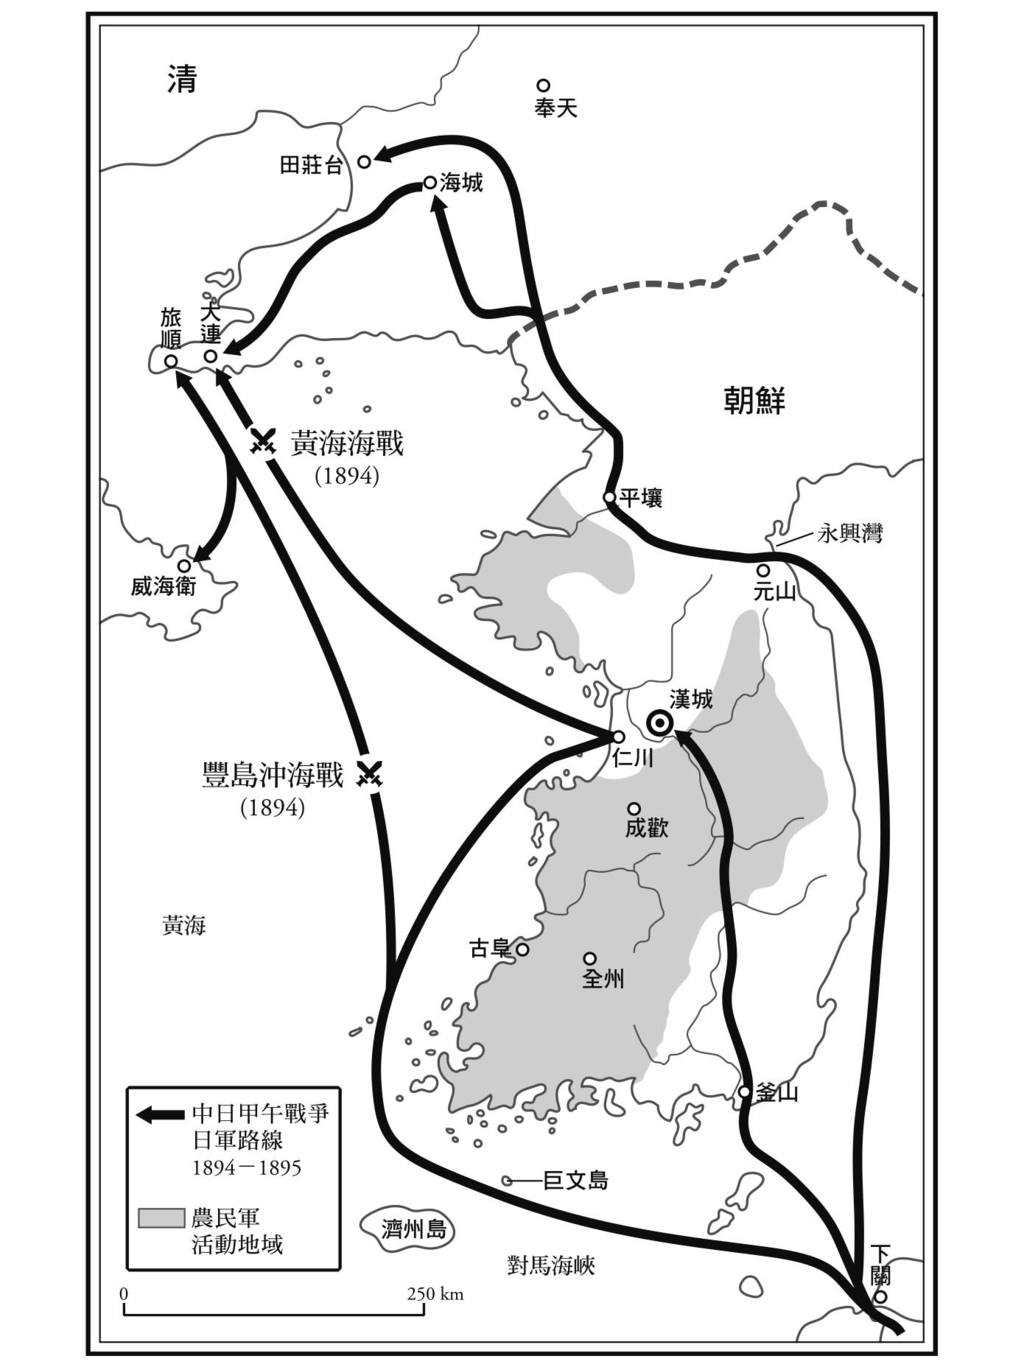 清
奉天
田莊台
海城
旅順
大連
朝鮮
黃海海戰
(1894)
平壤
永興灣
元山
威海衛
漢城
仁川
豐島沖海戰
(1894)
成歡
黃海
古阜
全州
釜山
中日甲午戰爭
日軍路線
1894－1895
農民軍
活動地域
巨文島
濟州島
對馬海峽
下關
0
250 km